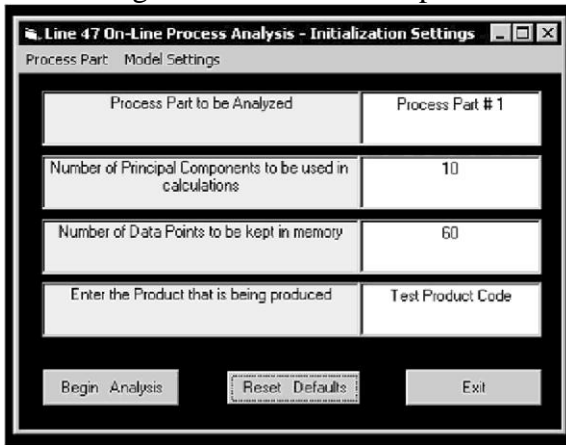 Line 47 On-Line Process Analysis - Initialization Settings
Process Part Model Settings
Process Part to be Analyzed
Process Part # 1
Number of Principal Components to be used in
calculations
10
Number of Data Points to be kept in memory
60
Enter the Product that is being produced
Test Product Code
Begin Analysis
Reset Defaults
Exit